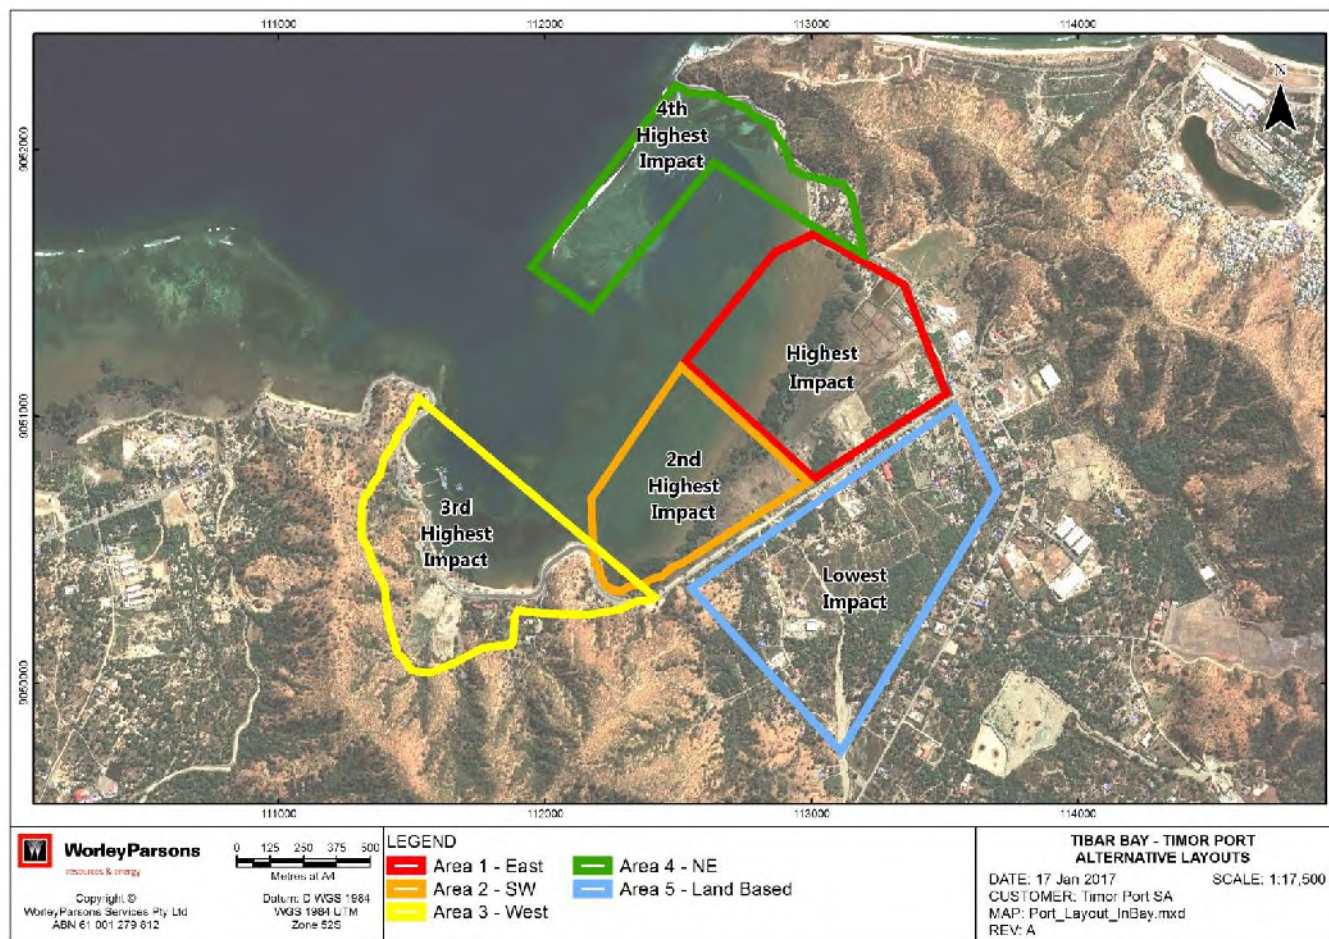 111000
112000
113000
114000
9052000
9051000
9050000
N
4th
Highest
Impact
Highest
Impact
2nd
Highest
Impact
3rd
Highest
Impact
Lowest
Impact
111000
112000
113000
114000
WorleyParsons
resources & energy
Copyright ©
WorleyParsons Services Pty Ltd
ABN 61 001 279 812
0 125 250 375 500
Metres at A4
Datum: D WGS 1984
WGS 1984 UTM
Zone 52S
LEGEND
Area 1 - East
Area 2 - SW
Area 3 - West
Area 4 - NE
Area 5 - Land Based
TIBAR BAY - TIMOR PORT
ALTERNATIVE LAYOUTS
DATE: 17 Jan 2017 SCALE: 1:17,500
CUSTOMER: Timor Port SA
MAP: Port_Layout_InBay.mxd
REV: A